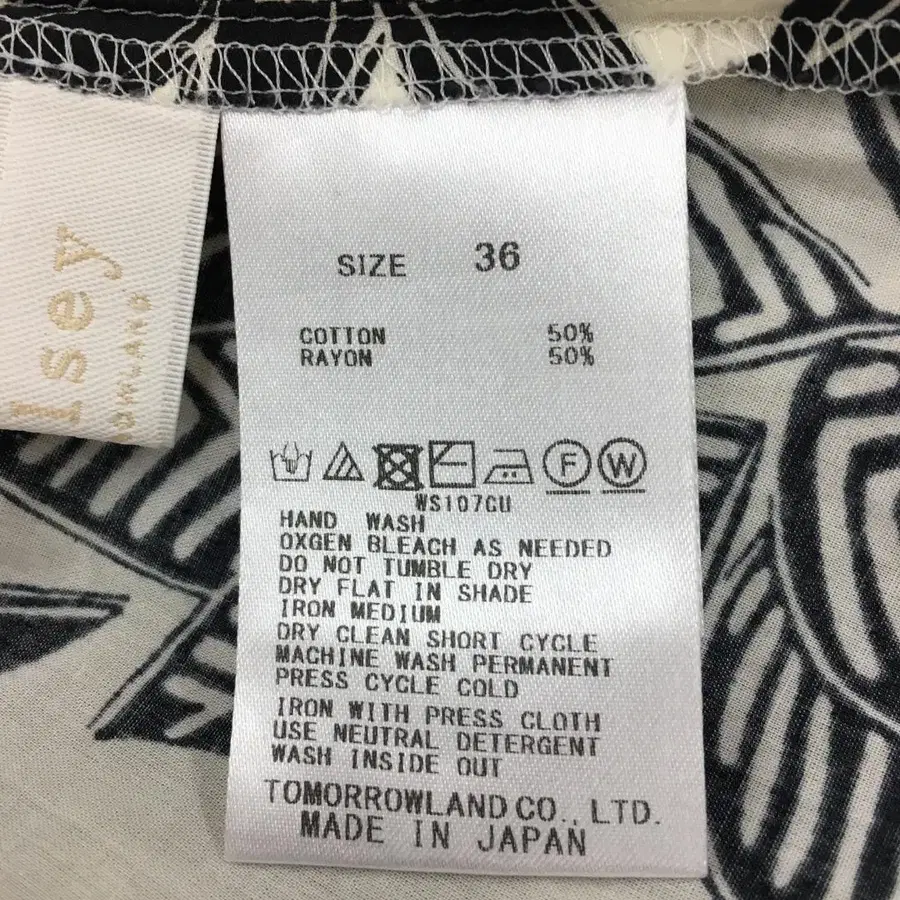 SIZE 36
COTTON 50%
RAYON 50%
F W
WS107CU
HAND WASH
OXGEN BLEACH AS NEEDED
DO NOT TUMBLE DRY
DRY FLAT IN SHADE
IRON MEDIUM
DRY CLEAN SHORT CYCLE
MACHINE WASH PERMANENT
PRESS CYCLE COLD
IRON WITH PRESS CLOTH
USE NEUTRAL DETERGENT
WASH INSIDE OUT
TOMORROWLAND CO., LTD.
MADE IN JAPAN
lsey